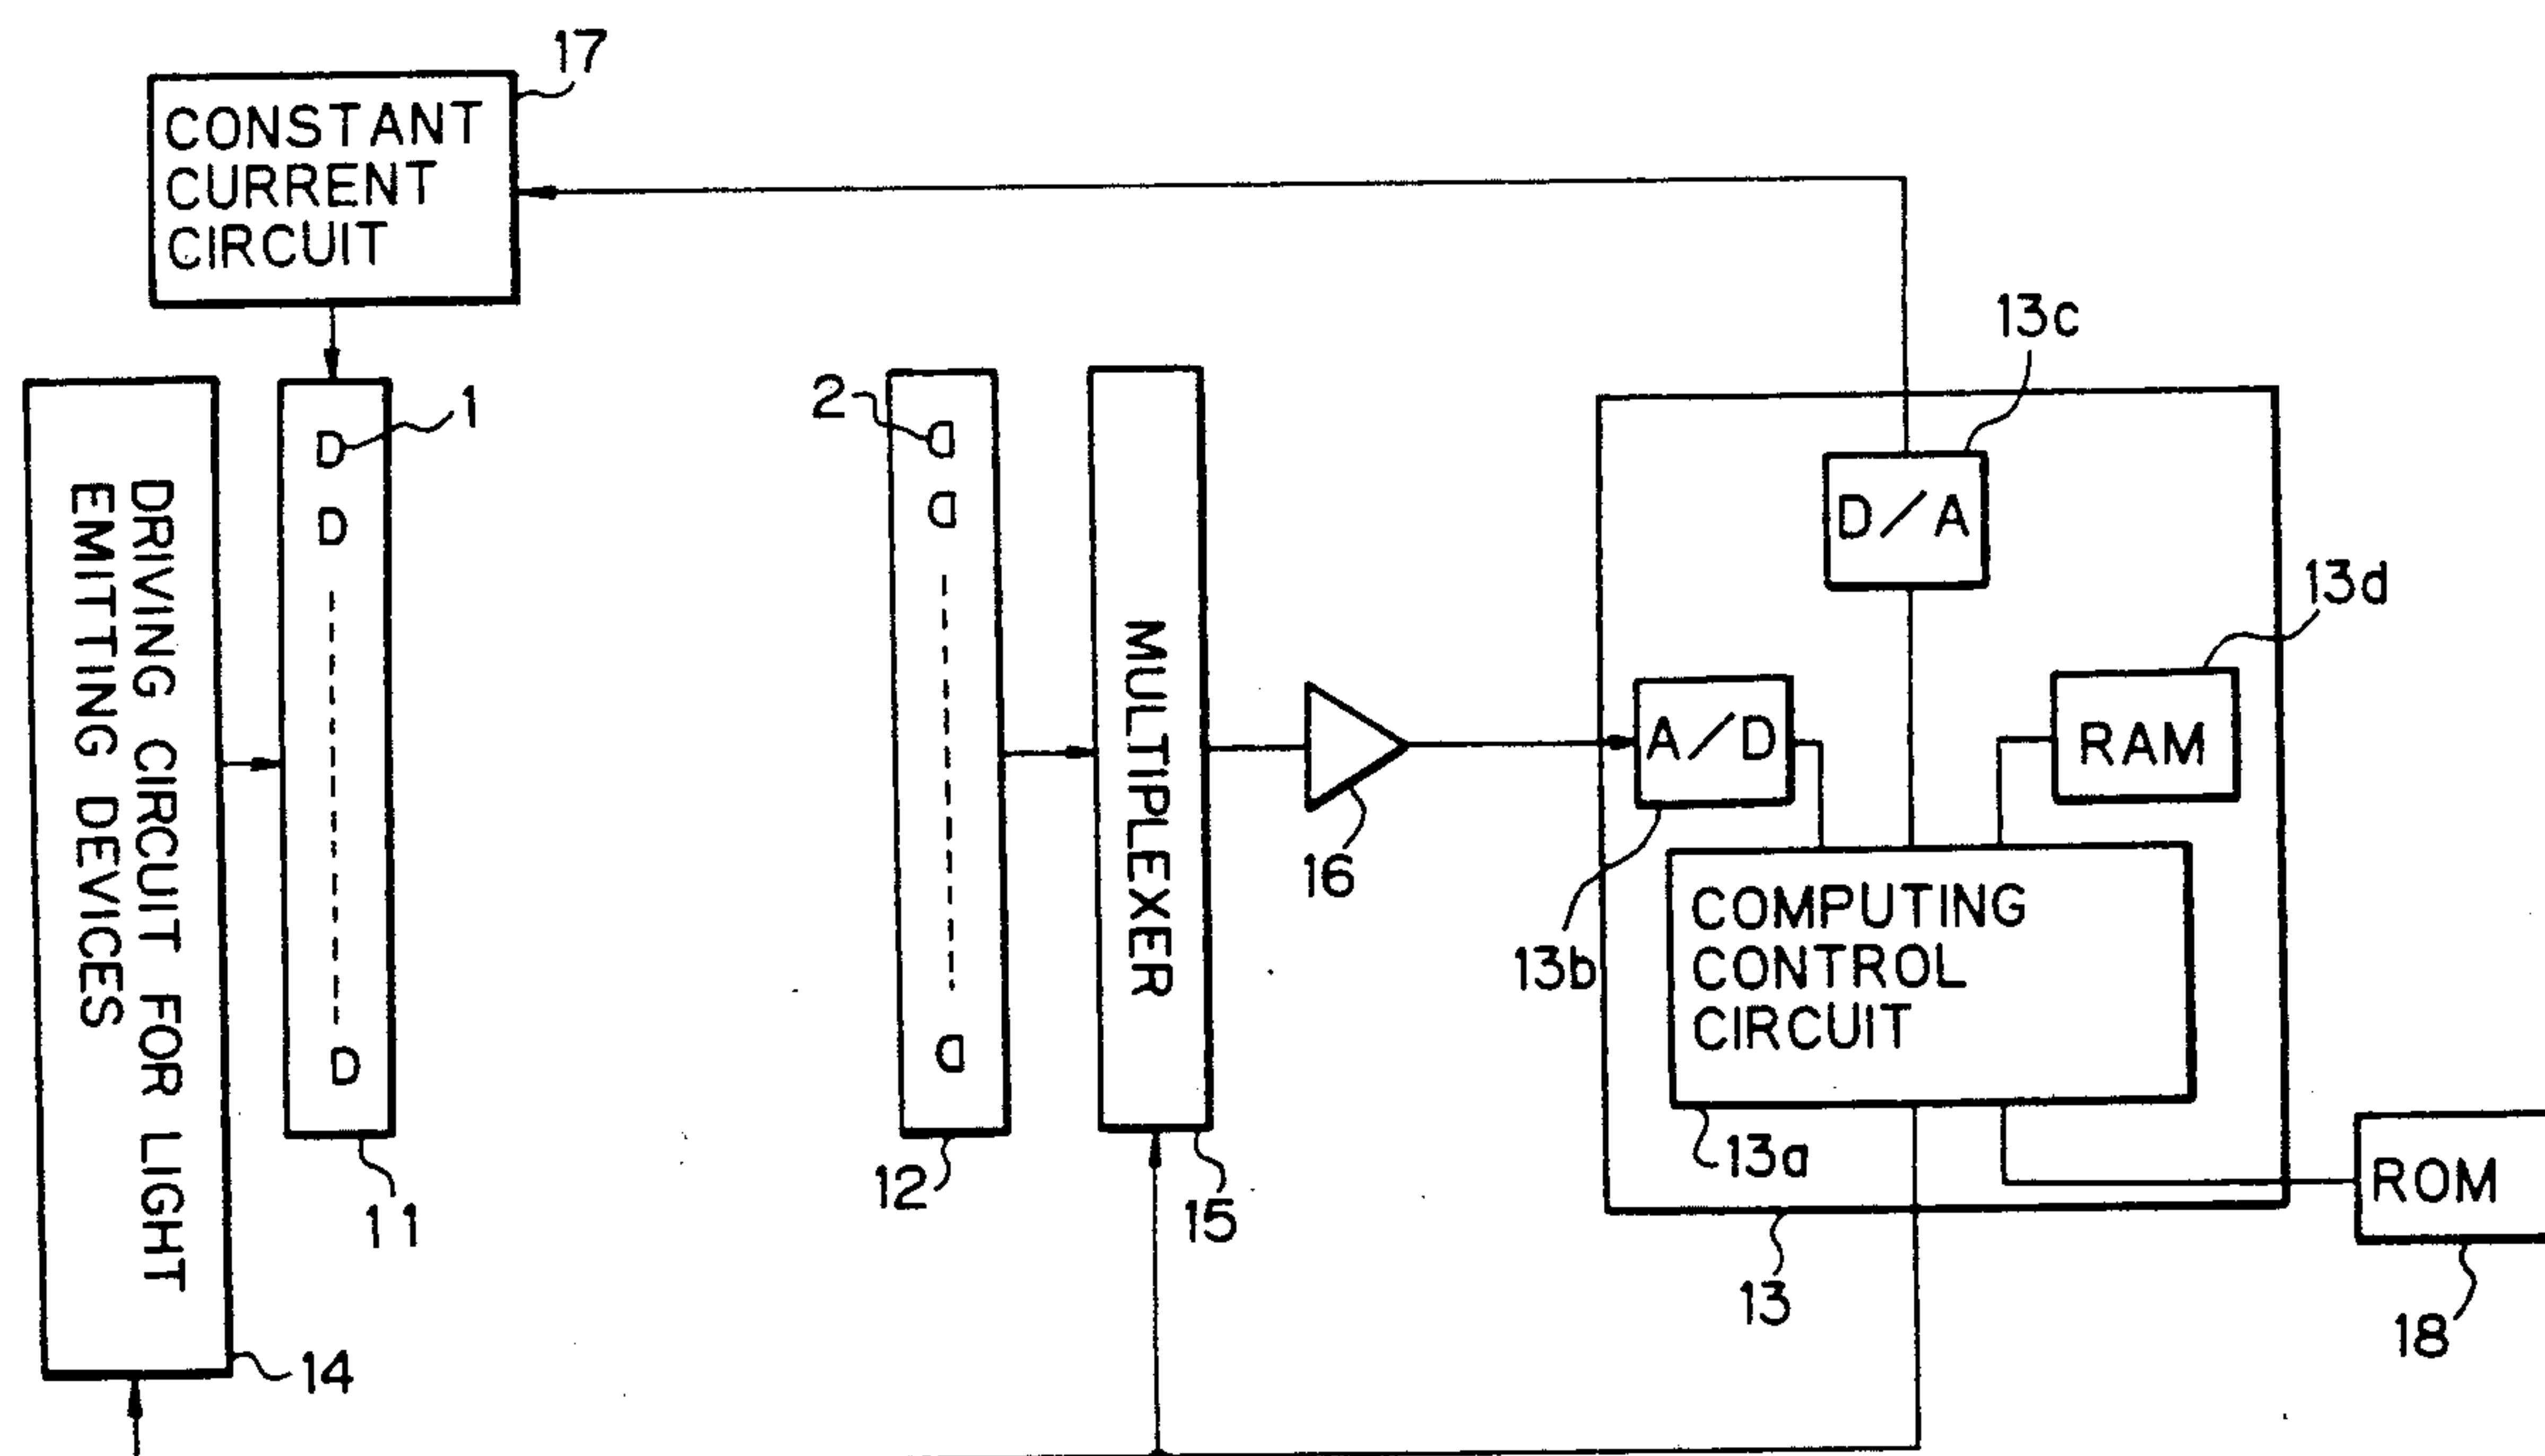 17
CONSTANT
CURRENT
CIRCUIT
13c
1
2
D
D
D
D
D
D
D/A
13d
DRIVING CIRCUIT FOR LIGHT
EMITTING DEVICES
MULTIPLEXER
A/D
RAM
16
13b
COMPUTING
CONTROL
CIRCUIT
13a
ROM
11
12
15
13
18
14